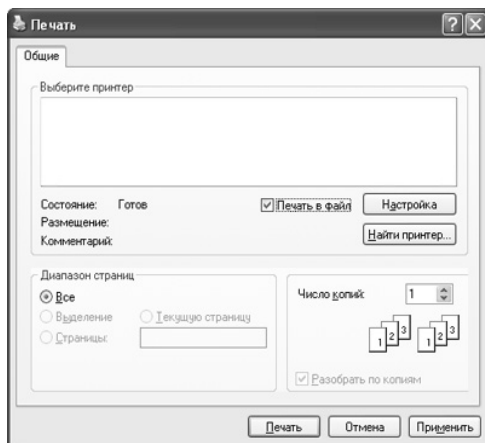 Печать
Общие
Выберите принтер
Состояние: Готов
Печать в файл
Настройка
Размещение:
Найти принтер...
Комментарий:
Диапазон страниц
Все
Выделение
Текущую страницу
Страницы:
Число копий:
1
1 2 3 1 2 3
Разобрать по копиям
Печать
Отмена
Применить